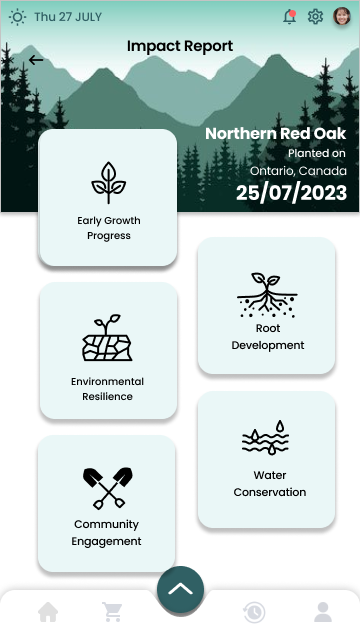 Thu 27 JULY
Impact Report
Northern Red Oak
Planted on
Ontario, Canada
25/07/2023
Early Growth
Progress
Root
Development
Environmental
Resilience
Water
Conservation
Community
Engagement